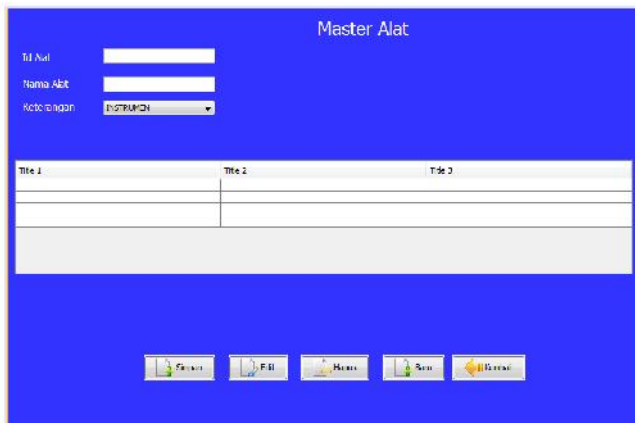 Master Alat
Id Alat
Nama Alat
Keterangan INSTRUMEN
Title 1 Title 2 Title 3
Simpan Edit Hapus Baru Kembali